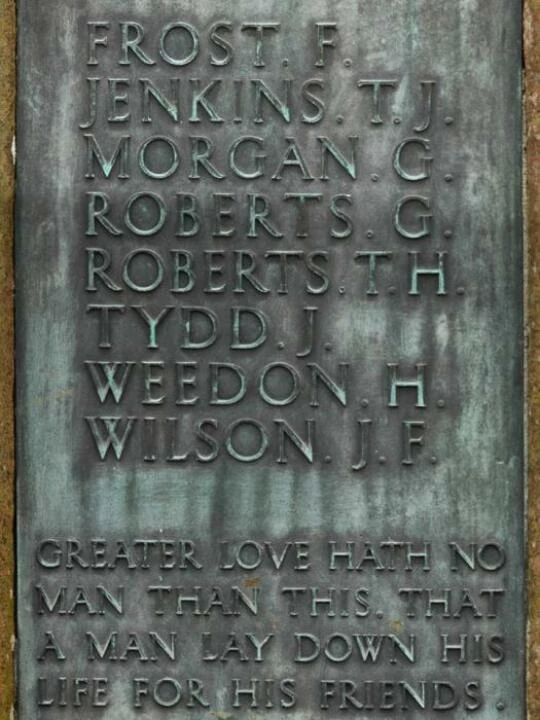 FROST. F.
JENKINS. T. J.
MORGAN. G.
ROBERTS. G.
ROBERTS. T. H.
TYDD. J.
WEEDON. H.
WILSON. J. F.
GREATER LOVE HATH NO
MAN THAN THIS. THAT
A MAN LAY DOWN HIS
LIFE FOR HIS FRIENDS.